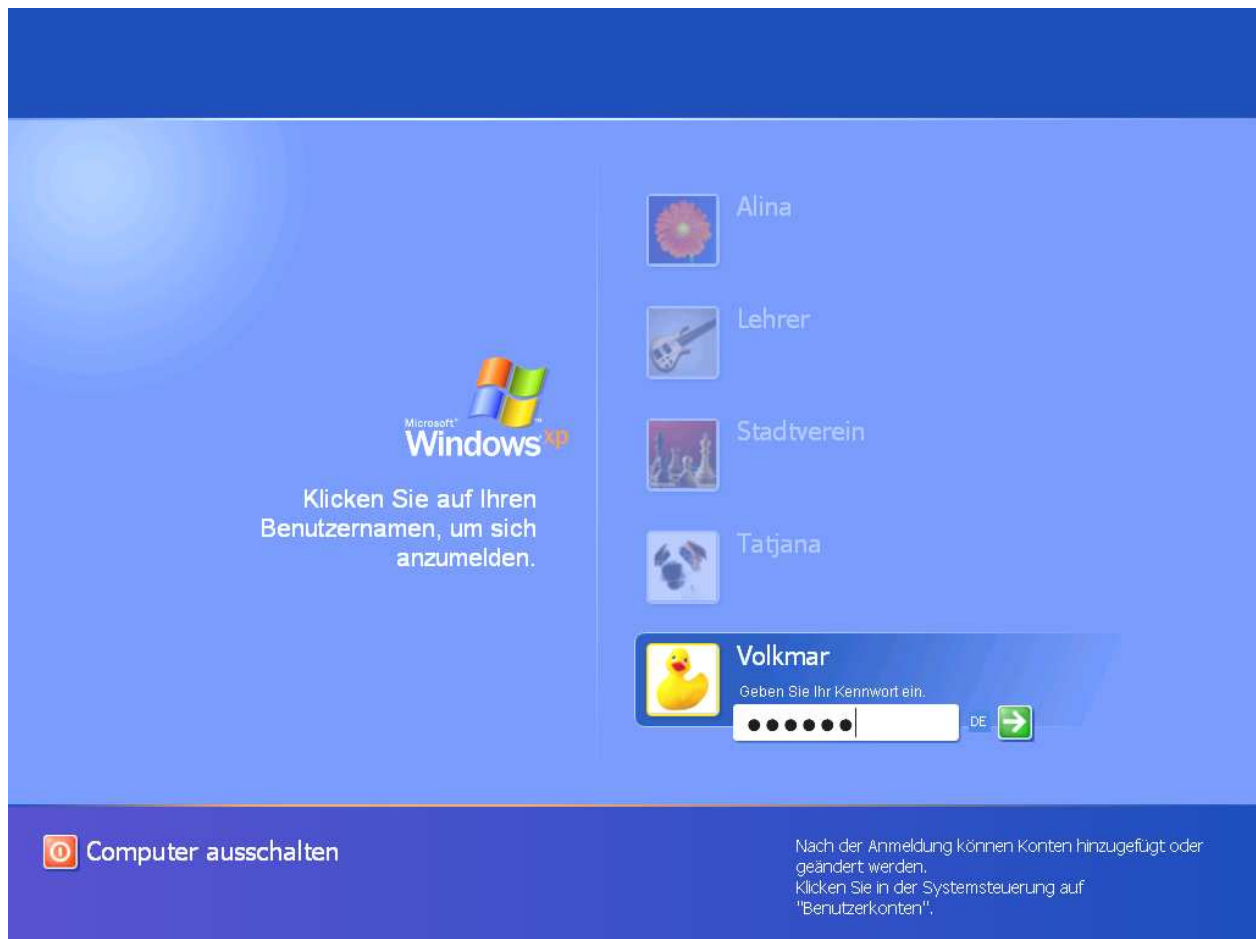 Microsoft®
Windows xp
Klicken Sie auf Ihren
Benutzernamen, um sich
anzumelden.
Alina
Lehrer
Stadtverein
Tatjana
Volkmar
Geben Sie Ihr Kennwort ein.
DE
Computer ausschalten
Nach der Anmeldung können Konten hinzugefügt oder
geändert werden.
Klicken Sie in der Systemsteuerung auf
"Benutzerkonten".